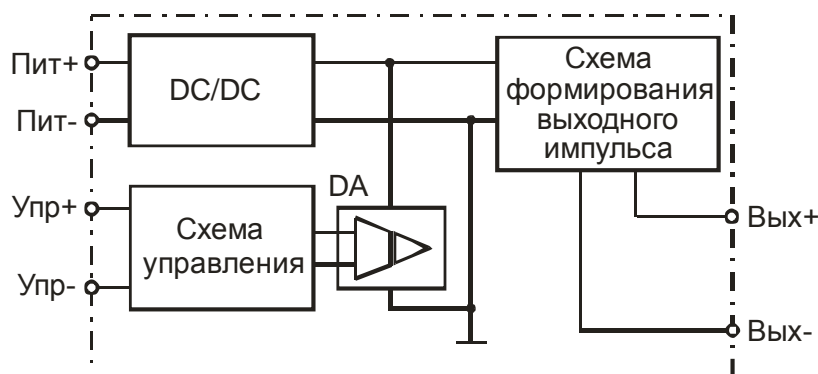 Пит+
Пит-
DC/DC
Схема
формирования
выходного
импульса
Упр+
Упр-
Схема
управления
DA
Вых+
Вых-